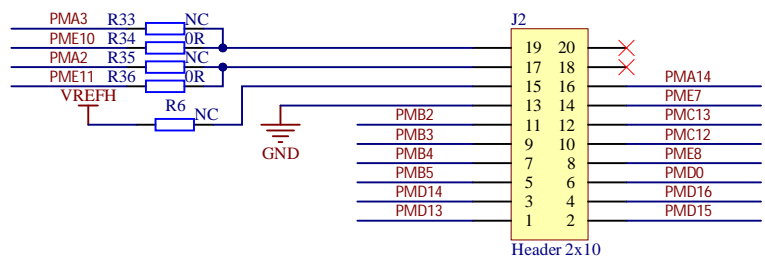 PMA3 R33 NC J2
PME10 R34 0R 19 20
PMA2 R35 NC 17 18
PME11 R36 0R 15 16 PMA14
VREFH R6 NC 13 14 PME7
PMB2 11 12 PMC13
GND PMB3 9 10 PMC12
PMB4 7 8 PME8
PMB5 5 6 PMD0
PMD14 3 4 PMD16
PMD13 1 2 PMD15
Header 2x10